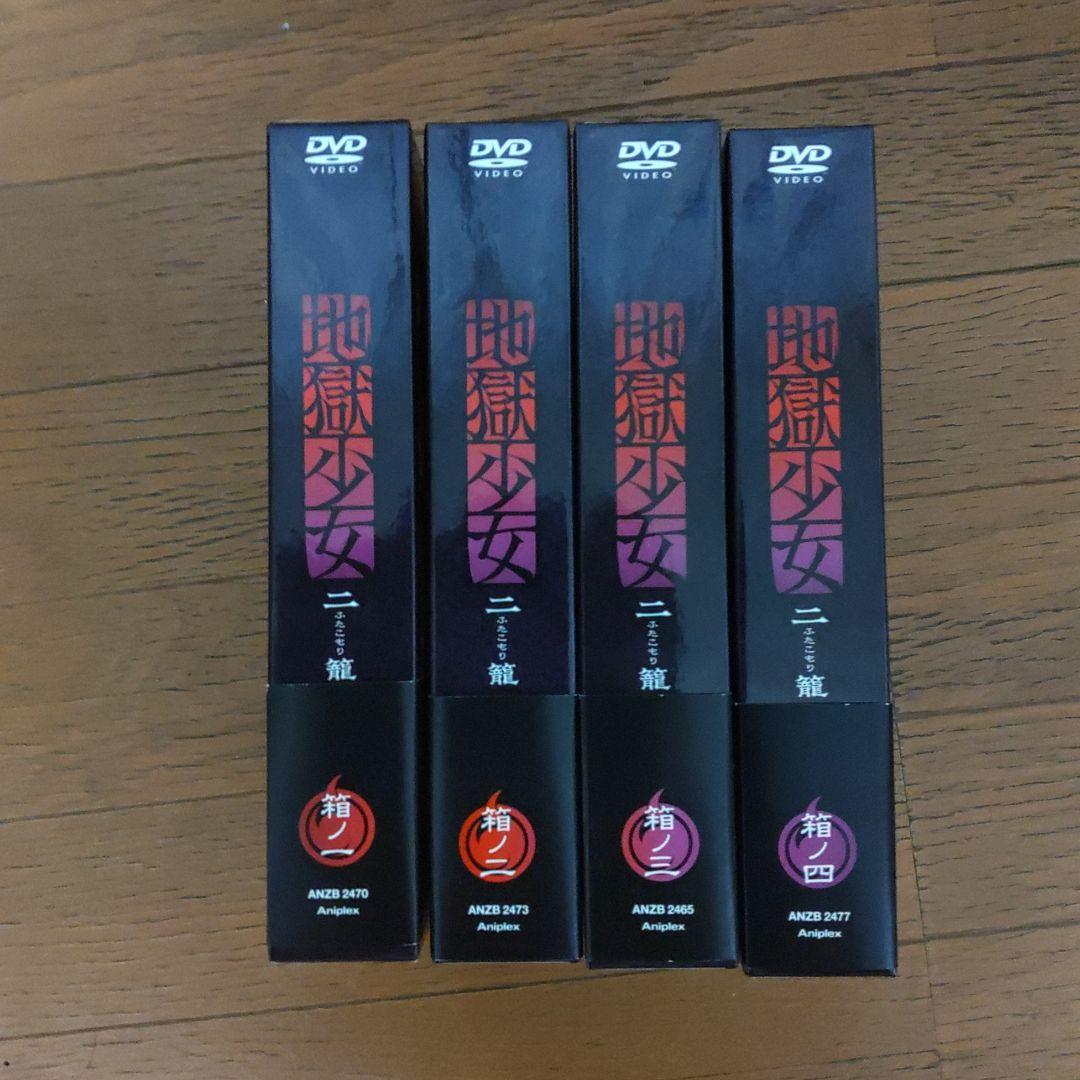 DVD
VIDEO
地獄少女
二籠
ふたこもり
箱ノ一
ANZB 2470
Aniplex
DVD
VIDEO
地獄少女
二籠
ふたこもり
箱ノ二
ANZB 2473
Aniplex
DVD
VIDEO
地獄少女
二籠
ふたこもり
箱ノ三
ANZB 2465
Aniplex
DVD
VIDEO
地獄少女
二籠
ふたこもり
箱ノ四
ANZB 2477
Aniplex